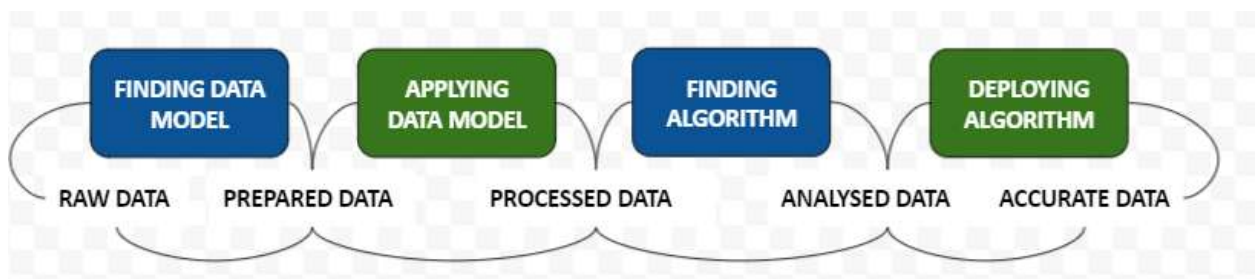 FINDING DATA
MODEL
APPLYING
DATA MODEL
FINDING
ALGORITHM
DEPLOYING
ALGORITHM
RAW DATA
PREPARED DATA
PROCESSED DATA
ANALYSED DATA
ACCURATE DATA